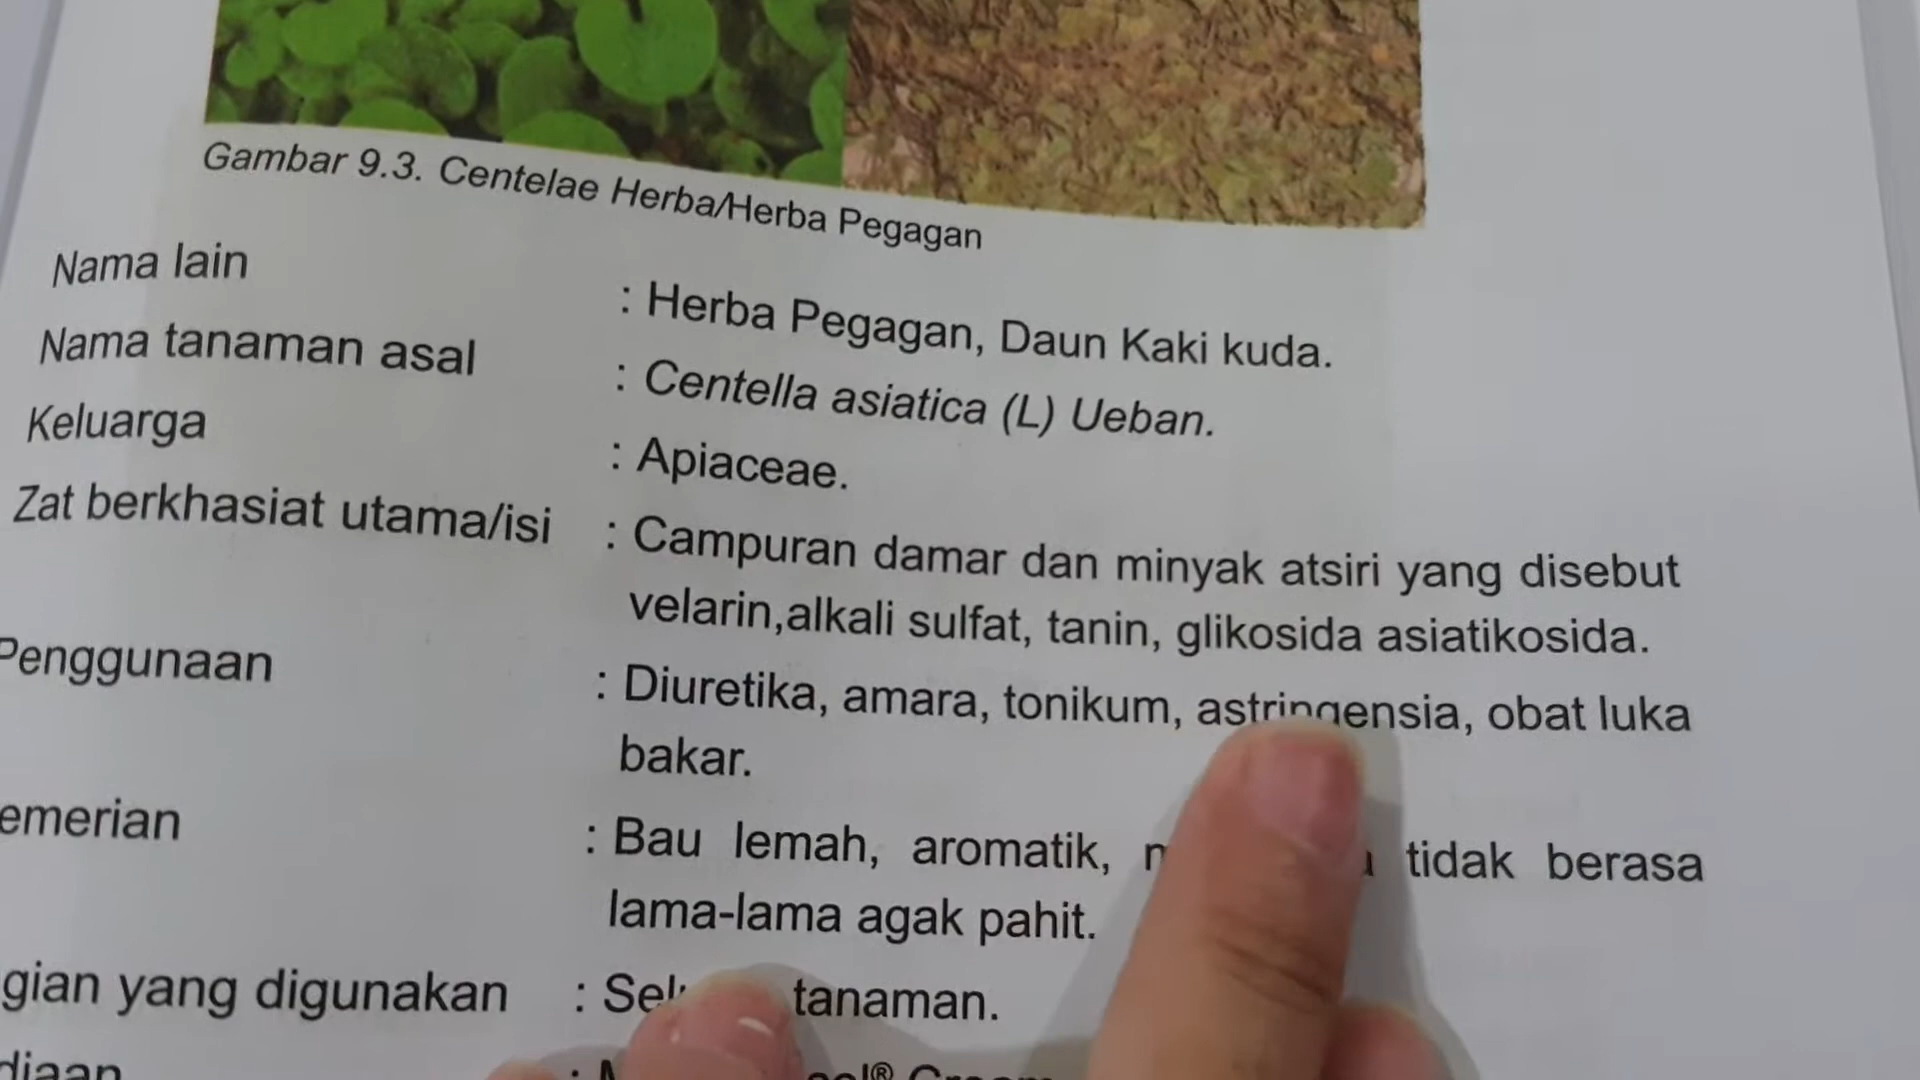 Gambar 9.3. Centelae Herba/Herba Pegagan
Nama lain : Herba Pegagan, Daun Kaki kuda.
Nama tanaman asal : Centella asiatica (L) Ueban.
Keluarga : Apiaceae.
Zat berkhasiat utama/isi : Campuran damar dan minyak atsiri yang disebut
velarin,alkali sulfat, tanin, glikosida asiatikosida.
Penggunaan : Diuretika, amara, tonikum, astringensia, obat luka
bakar.
emerian : Bau lemah, aromatik, tidak berasa
lama-lama agak pahit.
gian yang digunakan : tanaman.